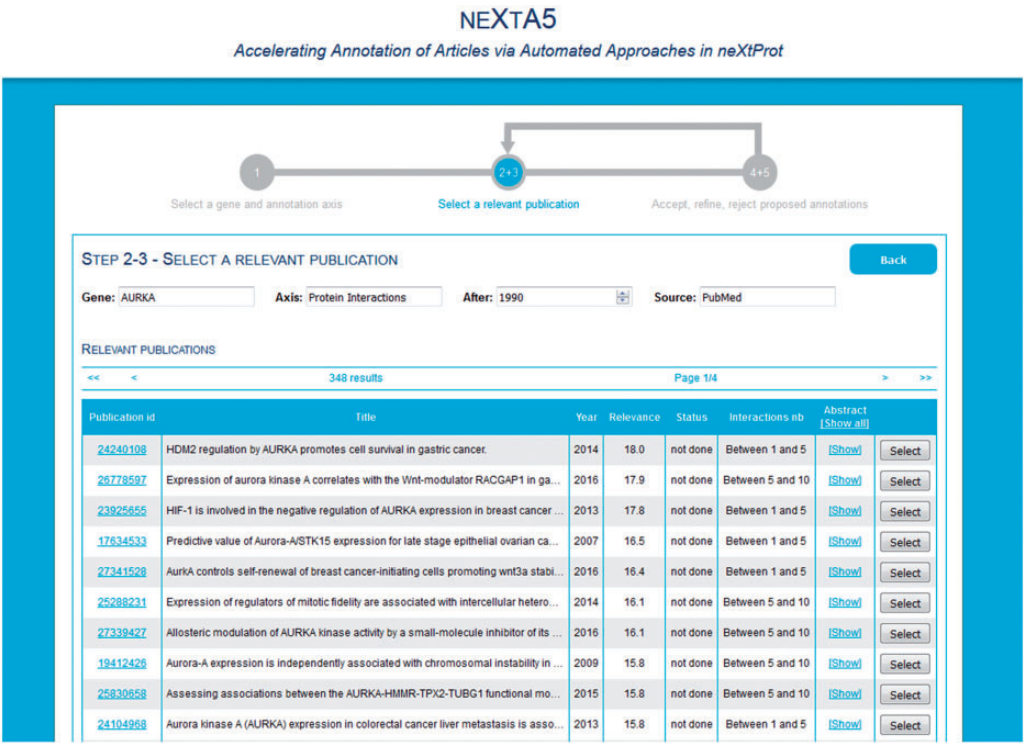 NEXTA5
Accelerating Annotation of Articles via Automated Approaches in neXtProt
1 2+3 4+5
Select a gene and annotation axis Select a relevant publication Accept, refine, reject proposed annotations
STEP 2-3 - SELECT A RELEVANT PUBLICATION Back
Gene: AURKA Axis: Protein Interactions After: 1990 Source: PubMed
RELEVANT PUBLICATIONS
<< < 348 results Page 1/4 > >>
Publication id Title Year Relevance Status Interactions nb Abstract [Show all]
24240108 HDM2 regulation by AURKA promotes cell survival in gastric cancer. 2014 18.0 not done Between 1 and 5 [Show] Select
26778597 Expression of aurora kinase A correlates with the Wnt-modulator RACGAP1 in ga... 2016 17.9 not done Between 5 and 10 [Show] Select
23925655 HIF-1 is involved in the negative regulation of AURKA expression in breast cancer ... 2013 17.8 not done Between 1 and 5 [Show] Select
17634533 Predictive value of Aurora-A/STK15 expression for late stage epithelial ovarian ca... 2007 16.5 not done Between 1 and 5 [Show] Select
27341528 AurkA controls self-renewal of breast cancer-initiating cells promoting wnt3a stabi... 2016 16.4 not done Between 1 and 5 [Show] Select
25288231 Expression of regulators of mitotic fidelity are associated with intercellular hetero... 2014 16.1 not done Between 5 and 10 [Show] Select
27339427 Allosteric modulation of AURKA kinase activity by a small-molecule inhibitor of its ... 2016 16.1 not done Between 5 and 10 [Show] Select
19412426 Aurora-A expression is independently associated with chromosomal instability in ... 2009 15.8 not done Between 5 and 10 [Show] Select
25830658 Assessing associations between the AURKA-HMMR-TPX2-TUBG1 functional mo... 2015 15.8 not done Between 5 and 10 [Show] Select
24104968 Aurora kinase A (AURKA) expression in colorectal cancer liver metastasis is asso... 2013 15.8 not done Between 1 and 5 [Show] Select